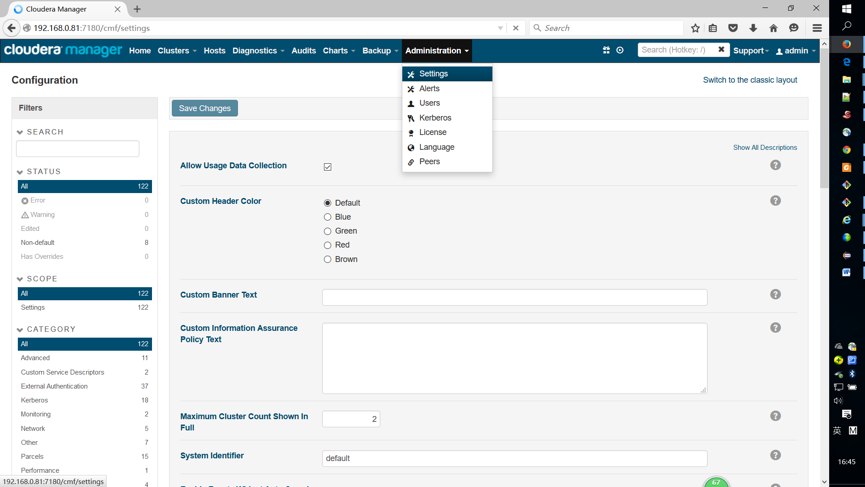 Cloudera Manager
192.168.0.81:7180/cmf/settings
Search
cloudera manager Home Clusters Hosts Diagnostics Audits Charts Backup Administration Search (Hotkey: /) Support admin
Settings
Alerts
Users
Kerberos
License
Language
Peers
Configuration
Switch to the classic layout
Filters
SEARCH
STATUS
All 122
Error 0
Warning 0
Edited 0
Non-default 8
Has Overrides 0
SCOPE
All 122
Settings 122
CATEGORY
All 122
Advanced 11
Custom Service Descriptors 2
External Authentication 37
Kerberos 18
Monitoring 2
Network 5
Other 7
Parcels 15
Performance 1
4
192.168.0.81:7180/cmf/settings
Save Changes
Show All Descriptions
Allow Usage Data Collection
Custom Header Color
Default
Blue
Green
Red
Brown
Custom Banner Text
Custom Information Assurance
Policy Text
Maximum Cluster Count Shown In
Full
2
System Identifier
default
67
英 M
16:45